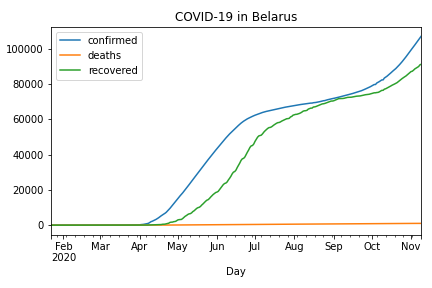 COVID-19 in Belarus
confirmed
deaths
recovered
100000
80000
60000
40000
20000
0
Feb Mar Apr May Jun Jul Aug Sep Oct Nov
2020
Day